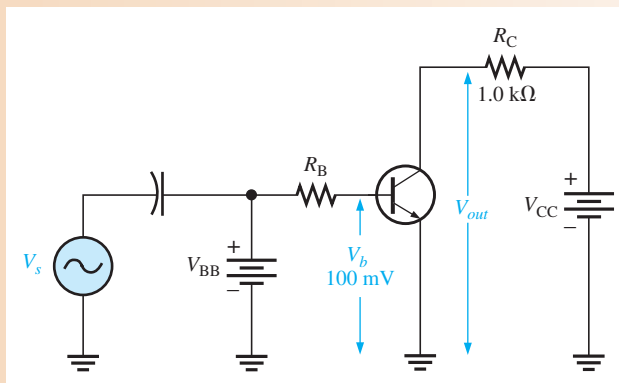 R_C
1.0 kΩ
R_B
+
V_CC
−
V_out
+
V_BB
−
V_b
100 mV
V_s